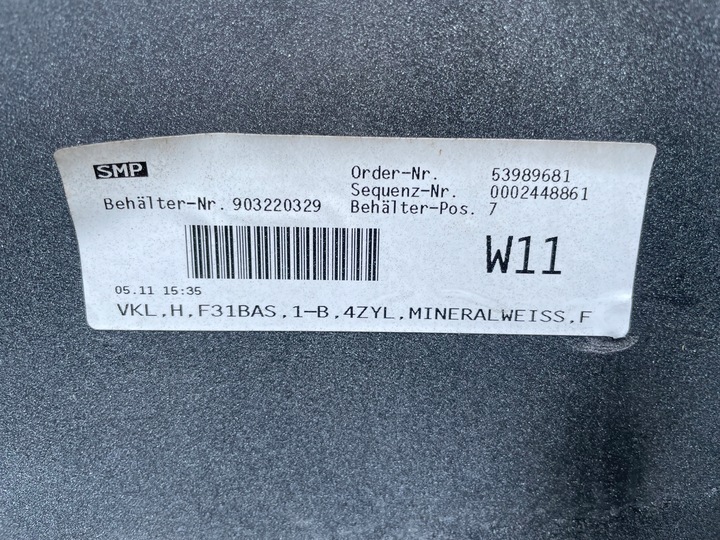 SMP
Order-Nr. 53989681
Sequenz-Nr. 0002448861
Behälter-Nr. 903220329 Behälter-Pos. 7
W11
05.11 15:35
VKL,H,F31BAS,1-B,4ZYL,MINERALWEISS,F